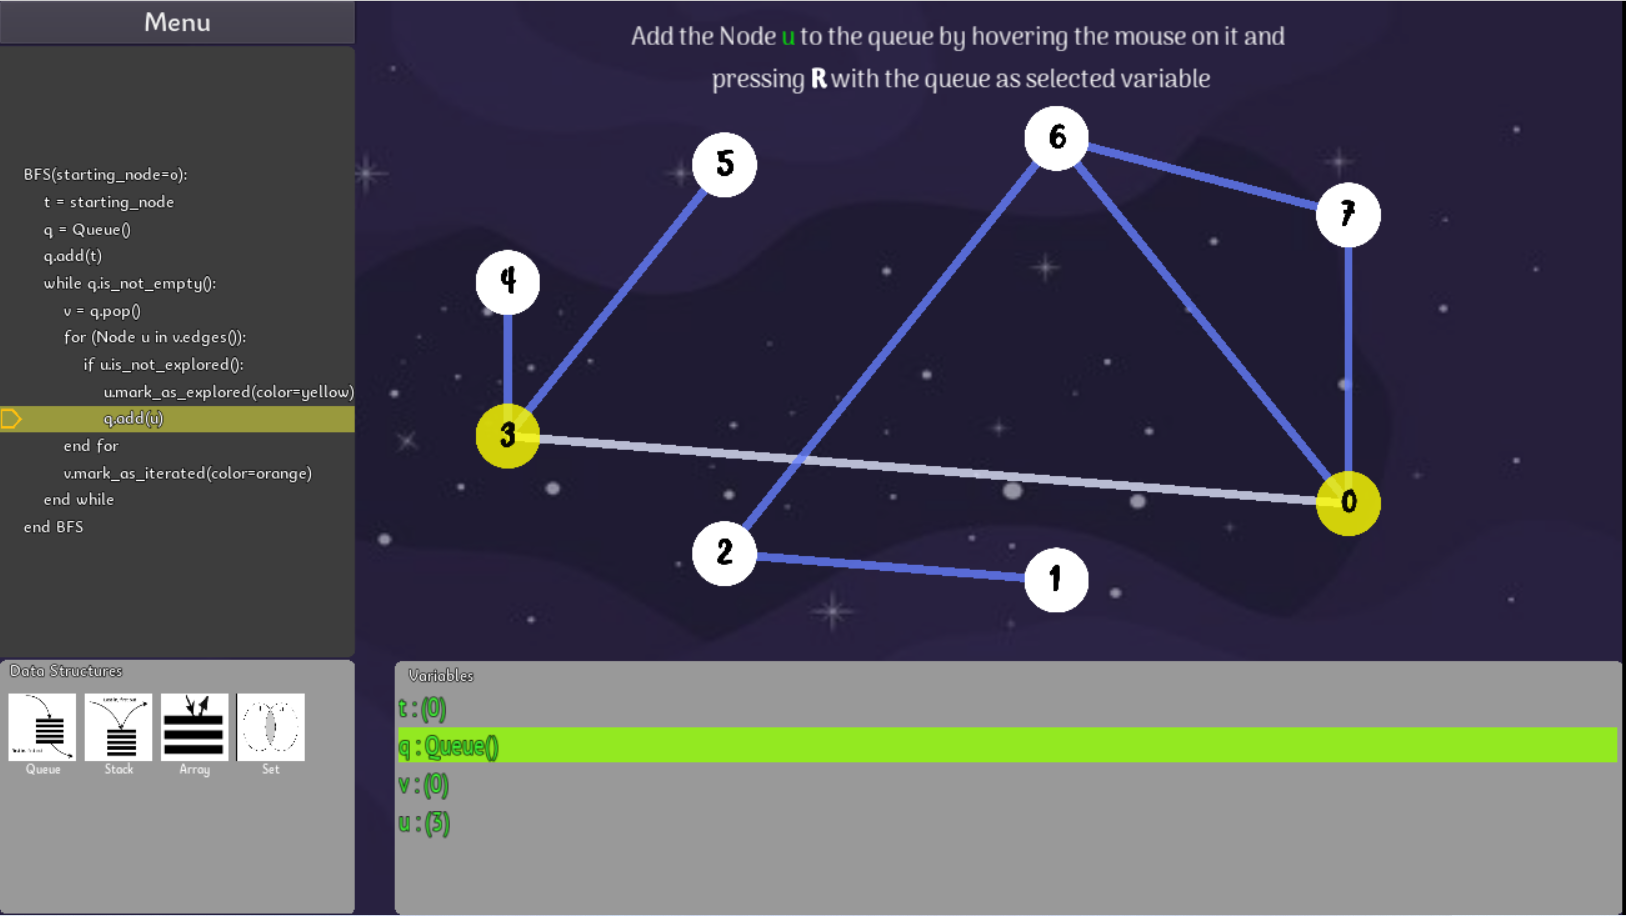 Menu
Add the Node u to the queue by hovering the mouse on it and
pressing R with the queue as selected variable
BFS(starting_node=0):
t = starting_node
q = Queue()
q.add(t)
while q.is_not_empty():
v = q.pop()
for (Node u in v.edges()):
if u.is_not_explored():
u.mark_as_explored(color=yellow)
q.add(u)
end for
v.mark_as_iterated(color=orange)
end while
end BFS
5
6
7
4
3
0
2
1
Data Structures
Queue
Stack
Array
Set
Variables
t : (0)
q : Queue()
v : (0)
u : (3)